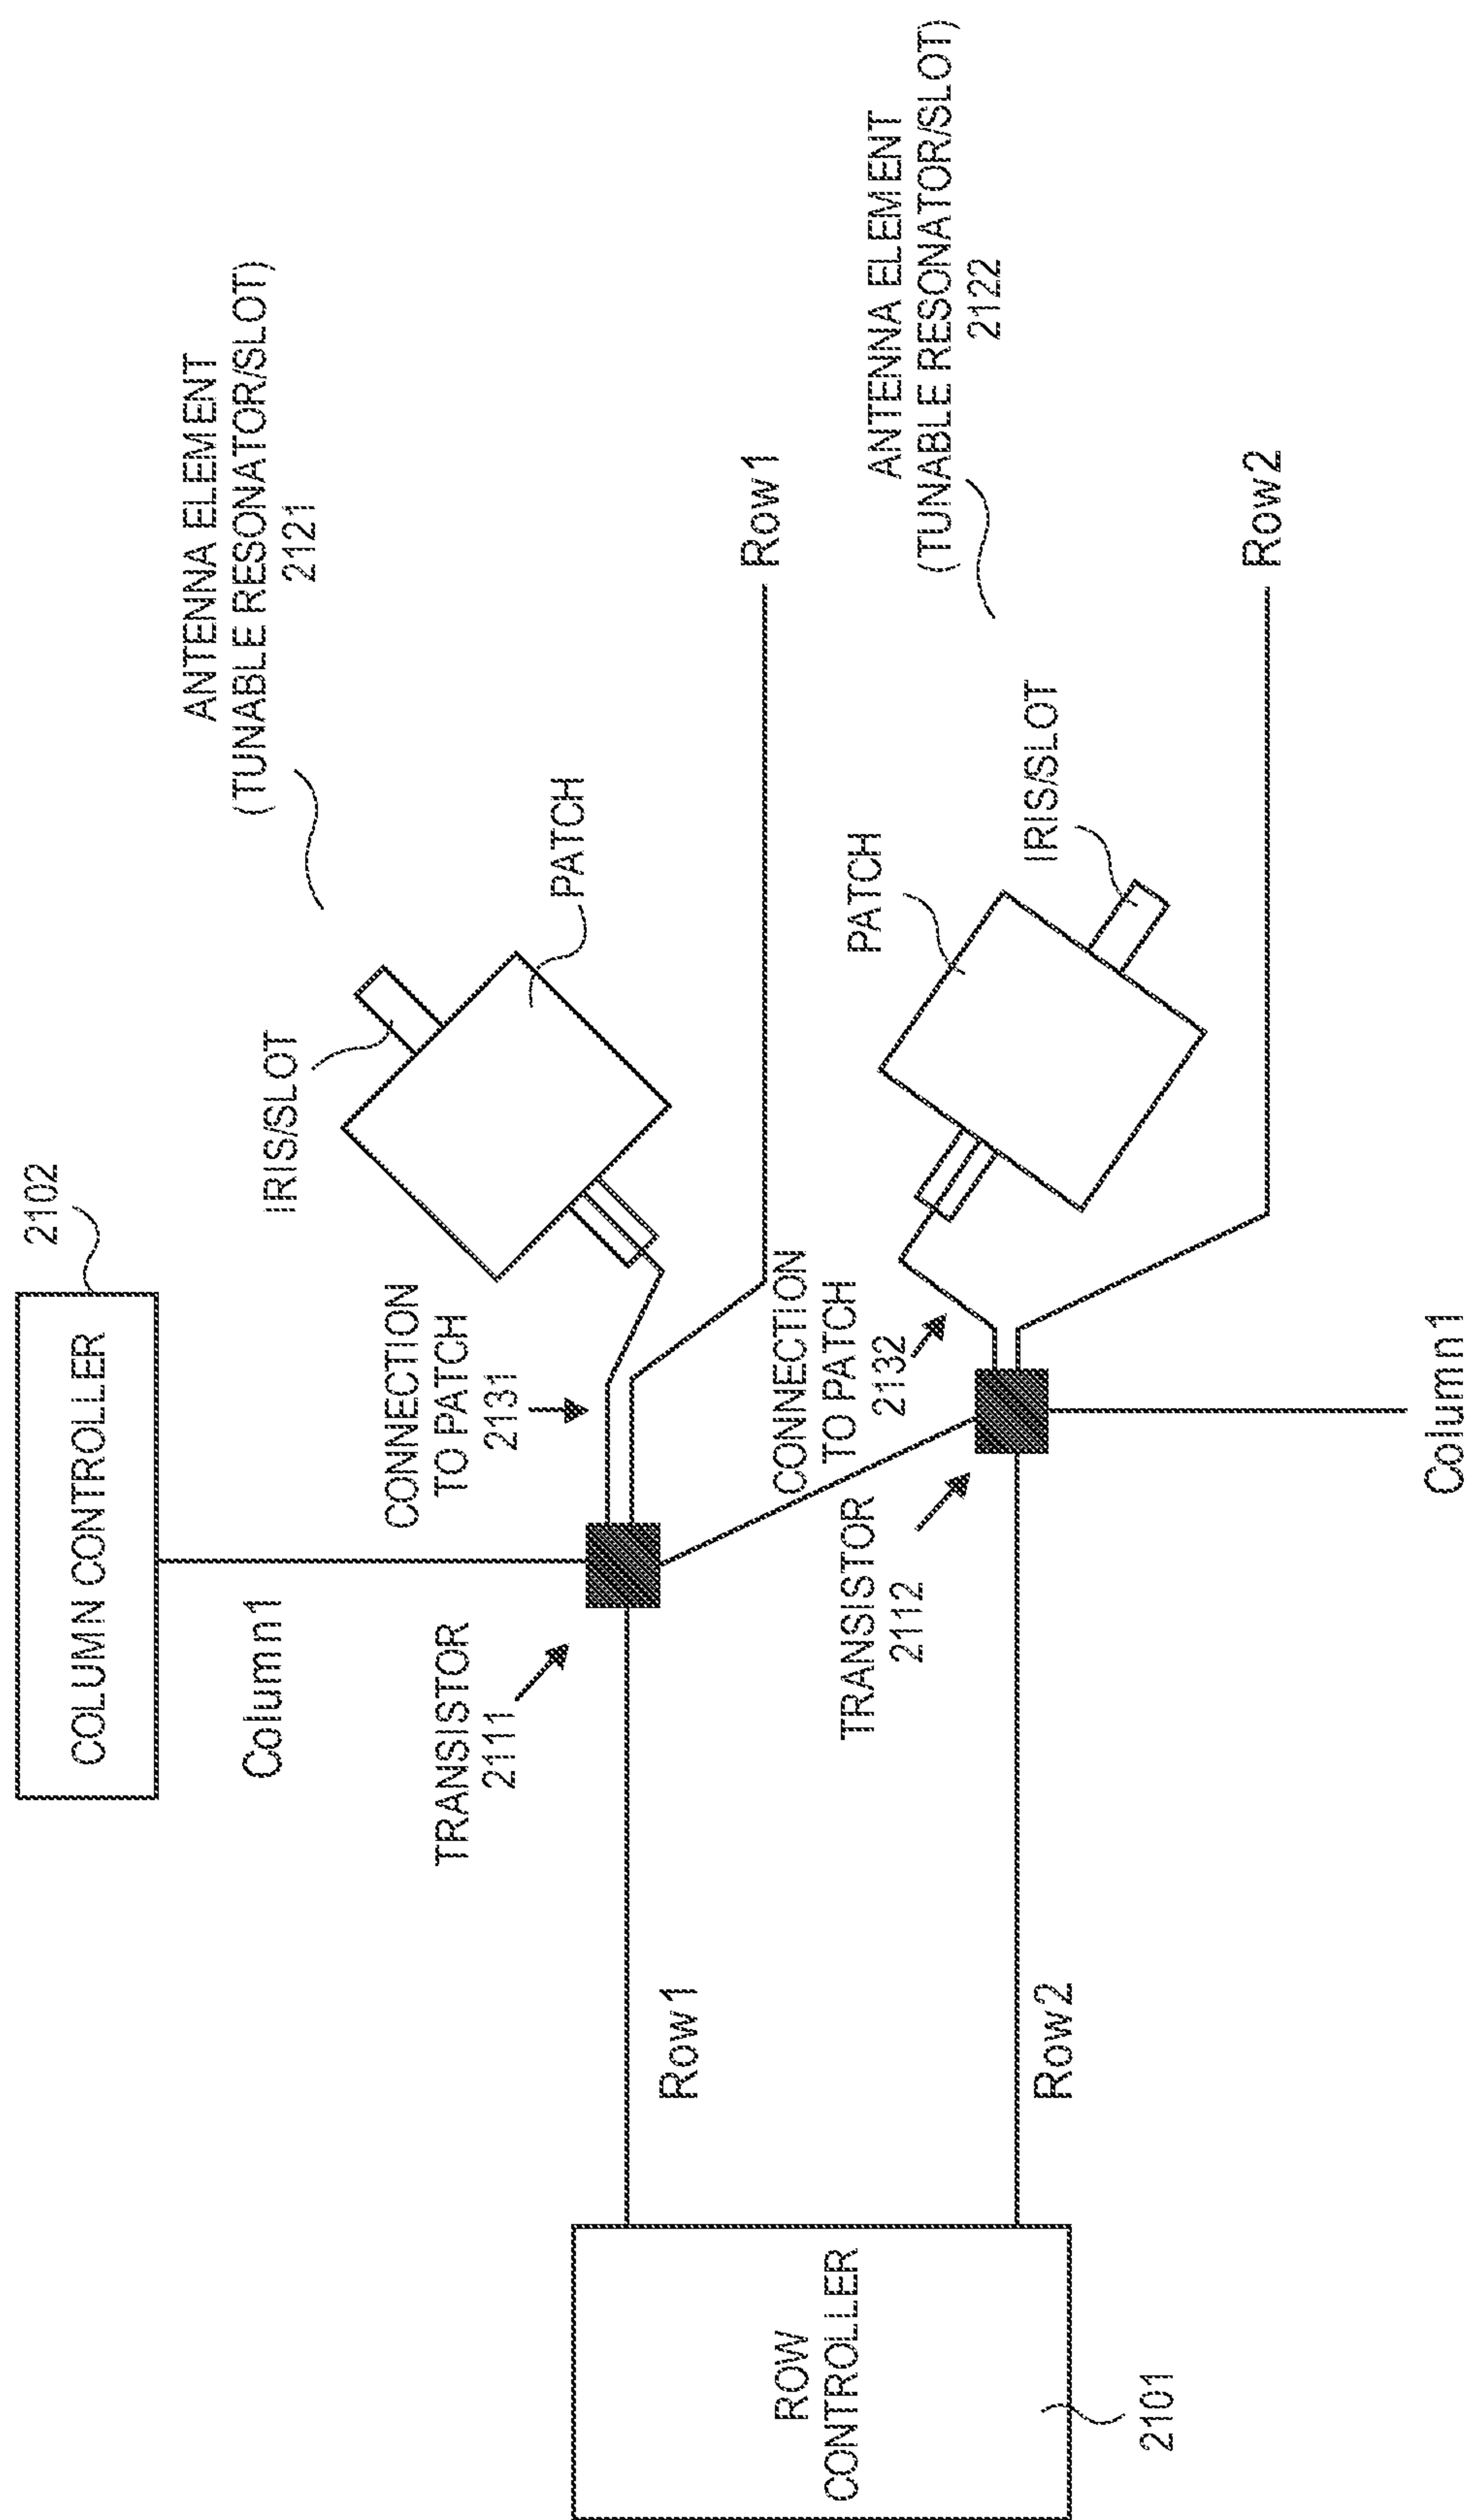 2102
COLUMN CONTROLLER
Column1
ANTENNA ELEMENT
(TUNABLE RESONATOR/SLOT)
2121
IRIS/SLOT
PATCH
CONNECTION
TO PATCH
2131
TRANSISTOR
2111
Row1
Row1
ANTENNA ELEMENT
(TUNABLE RESONATOR/SLOT)
2122
PATCH
IRIS/SLOT
CONNECTION
TO PATCH
2132
TRANSISTOR
2112
Row2
Row2
ROW
CONTROLLER
2101
Column1